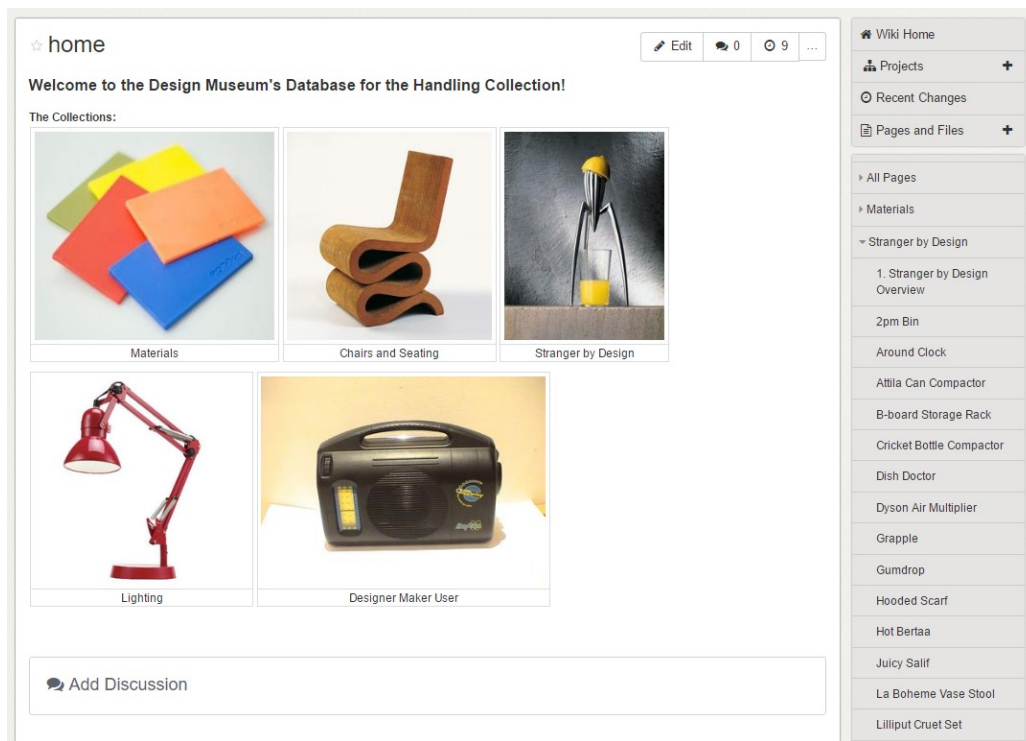 home
Edit
0
9
...
Welcome to the Design Museum's Database for the Handling Collection!
The Collections:
Materials
Chairs and Seating
Stranger by Design
Lighting
Designer Maker User
Add Discussion
Wiki Home
Projects
Recent Changes
Pages and Files
All Pages
Materials
Stranger by Design
1. Stranger by Design
Overview
2pm Bin
Around Clock
Attila Can Compactor
B-board Storage Rack
Cricket Bottle Compactor
Dish Doctor
Dyson Air Multiplier
Grapple
Gumdrop
Hooded Scarf
Hot Bertaa
Juicy Salif
La Boheme Vase Stool
Lilliput Cruet Set